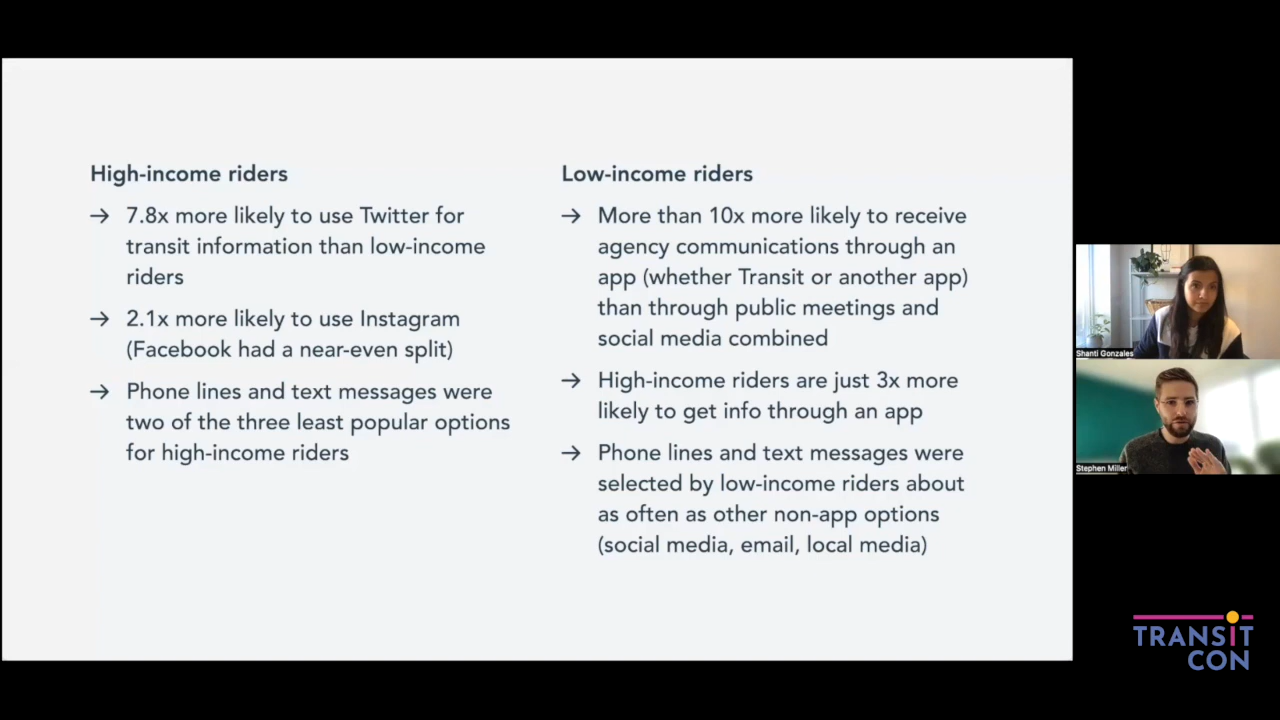 High-income riders
→ 7.8x more likely to use Twitter for
transit information than low-income
riders
→ 2.1x more likely to use Instagram
(Facebook had a near-even split)
→ Phone lines and text messages were
two of the three least popular options
for high-income riders
Low-income riders
→ More than 10x more likely to receive
agency communications through an
app (whether Transit or another app)
than through public meetings and
social media combined
→ High-income riders are just 3x more
likely to get info through an app
→ Phone lines and text messages were
selected by low-income riders about
as often as other non-app options
(social media, email, local media)
Shanti Gonzales
Stephen Miller
TRANSIT
CON